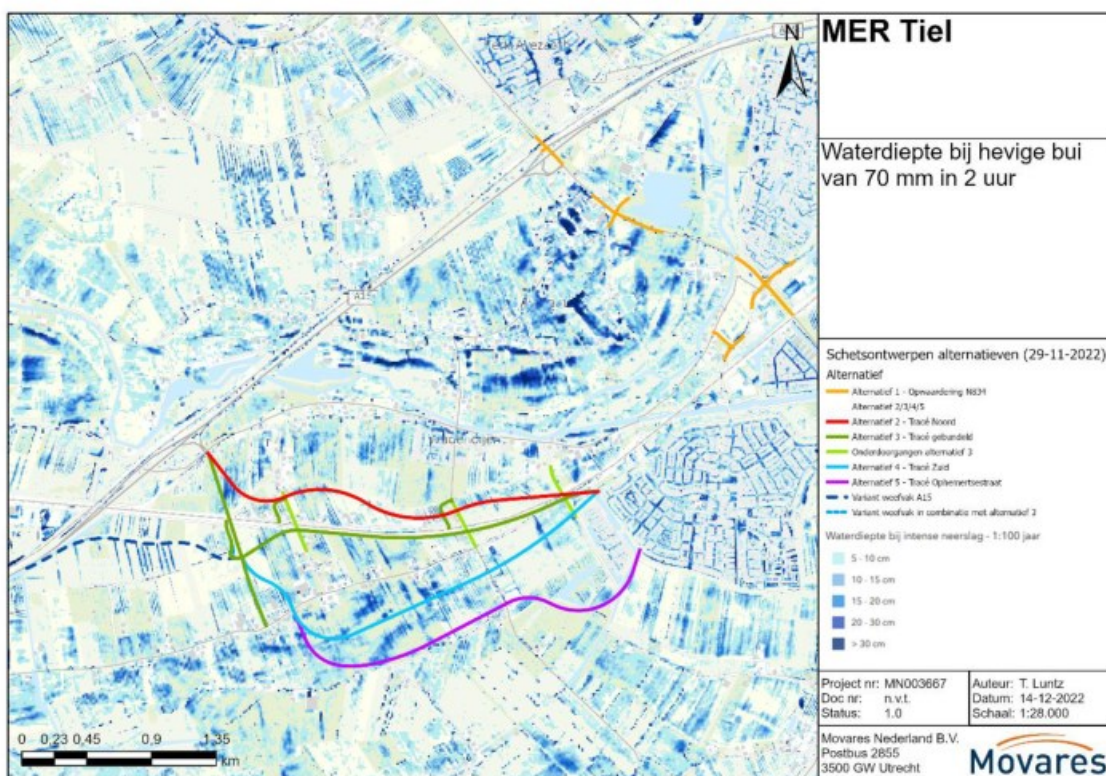 MER Tiel
N
Waterdiepte bij hevige bui
van 70 mm in 2 uur
A15
Schetsontwerpen alternatieven (29-11-2022)
Alternatief
Alternatief 1 - Opwaardering N834
Alternatief 2/3/4/5
Alternatief 2 - Tracé Noord
Alternatief 3 - Tracé gebundeld
Onderdoorgangen alternatief 3
Alternatief 4 - Tracé Zuid
Alternatief 5 - Tracé Ophemertsestraat
Variant weefvak A15
Variant weefvak in combinatie met alternatief 3
Waterdiepte bij intense neerslag - 1:100 jaar
5 - 10 cm
10 - 15 cm
15 - 20 cm
20 - 30 cm
> 30 cm
0 0,23 0,45 0,9 1,35
km
Project nr: MN003667
Doc nr: n.v.t.
Status: 1.0
Auteur: T. Luntz
Datum: 14-12-2022
Schaal: 1:28.000
Movares Nederland B.V.
Postbus 2855
3500 GW Utrecht
Movares